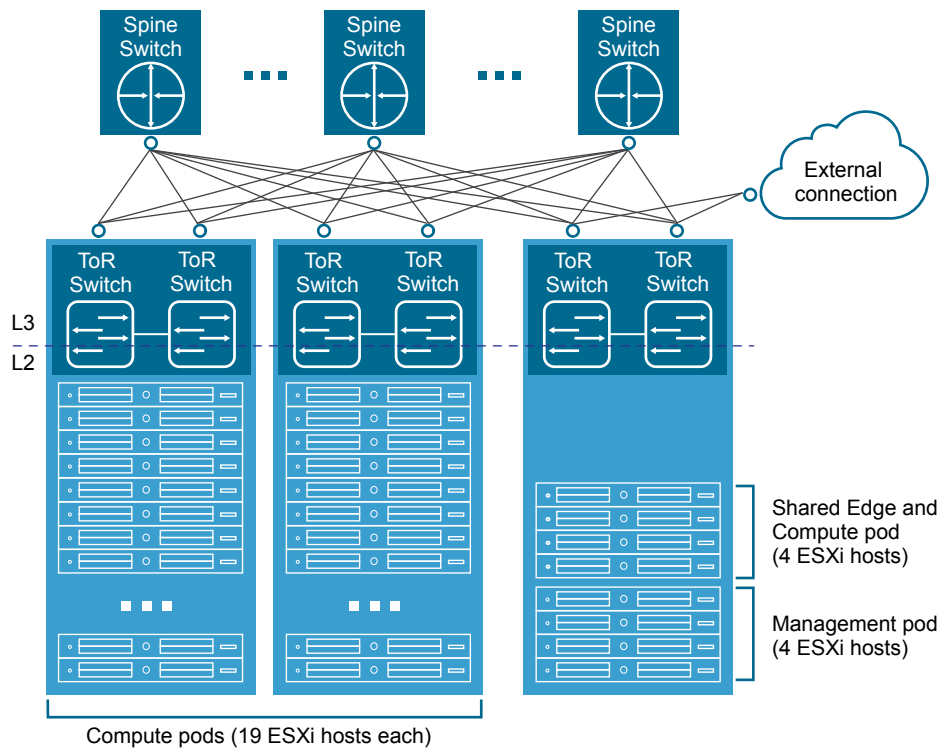 Spine
Switch
Spine
Switch
Spine
Switch
External
connection
ToR
Switch
ToR
Switch
ToR
Switch
ToR
Switch
ToR
Switch
ToR
Switch
L3
L2
Shared Edge and
Compute pod
(4 ESXi hosts)
Management pod
(4 ESXi hosts)
Compute pods (19 ESXi hosts each)